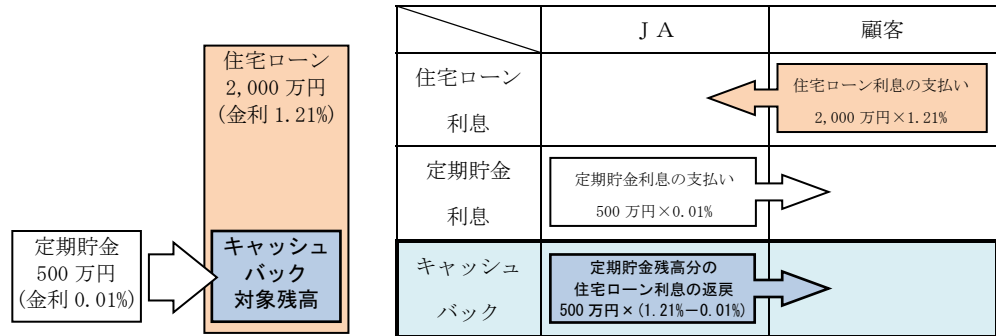 住宅ローン
2,000 万円
(金利 1.21%)
定期貯金
500 万円
(金利 0.01%)
キャッシュ
バック
対象残高
ＪＡ
顧客
住宅ローン
利息
住宅ローン利息の支払い
2,000 万円×1.21%
定期貯金
利息
定期貯金利息の支払い
500 万円×0.01%
キャッシュ
バック
定期貯金残高分の
住宅ローン利息の返戻
500 万円×(1.21%－0.01%)